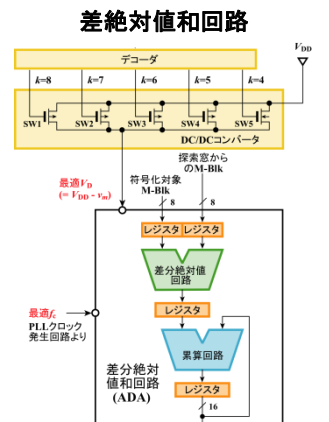 差絶対値和回路
デコーダ
V_DD
k=8
k=7
k=6
k=5
k=4
SW1
SW2
SW3
SW4
SW5
DC/DCコンバータ
最適V_D
(= V_DD - v_m)
符号化対象
M-Blk
探索窓から
のM-Blk
8
8
レジスタ
レジスタ
差分絶対値
回路
レジスタ
最適f_c
PLLクロック
発生回路より
累算回路
差分絶対
値和回路
(ADA)
レジスタ
16